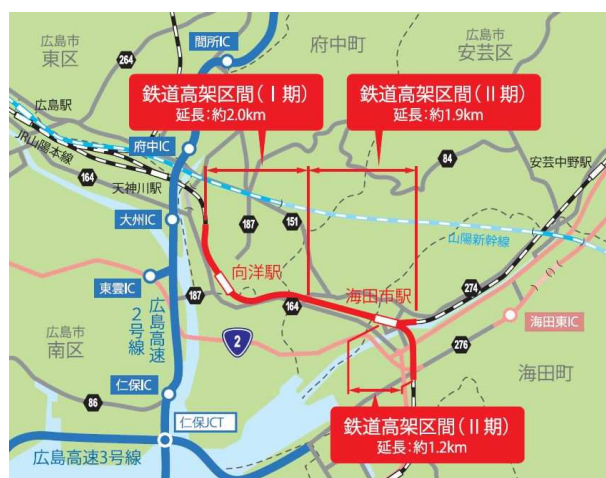 広島市
東区
264
間所IC
府中町
広島市
安芸区
鉄道高架区間(Ⅰ期)
延長:約2.0km
鉄道高架区間(Ⅱ期)
延長:約1.9km
広島駅
JR山陽本線
府中IC
84
安芸中野駅
164
天神川駅
大州IC
187
151
山陽新幹線
向洋駅
東雲IC
187
164
海田市駅
274
広島高速
2号線
2
海田東IC
広島市
南区
276
仁保IC
海田町
86
仁保JCT
鉄道高架区間(Ⅱ期)
延長:約1.2km
広島高速3号線